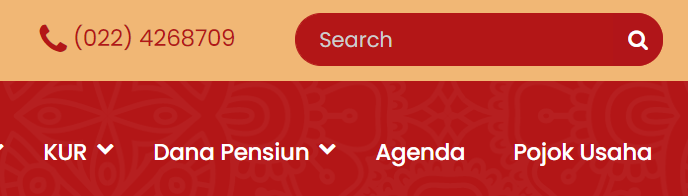 (022) 4268709 Search
KUR Dana Pensiun Agenda Pojok Usaha